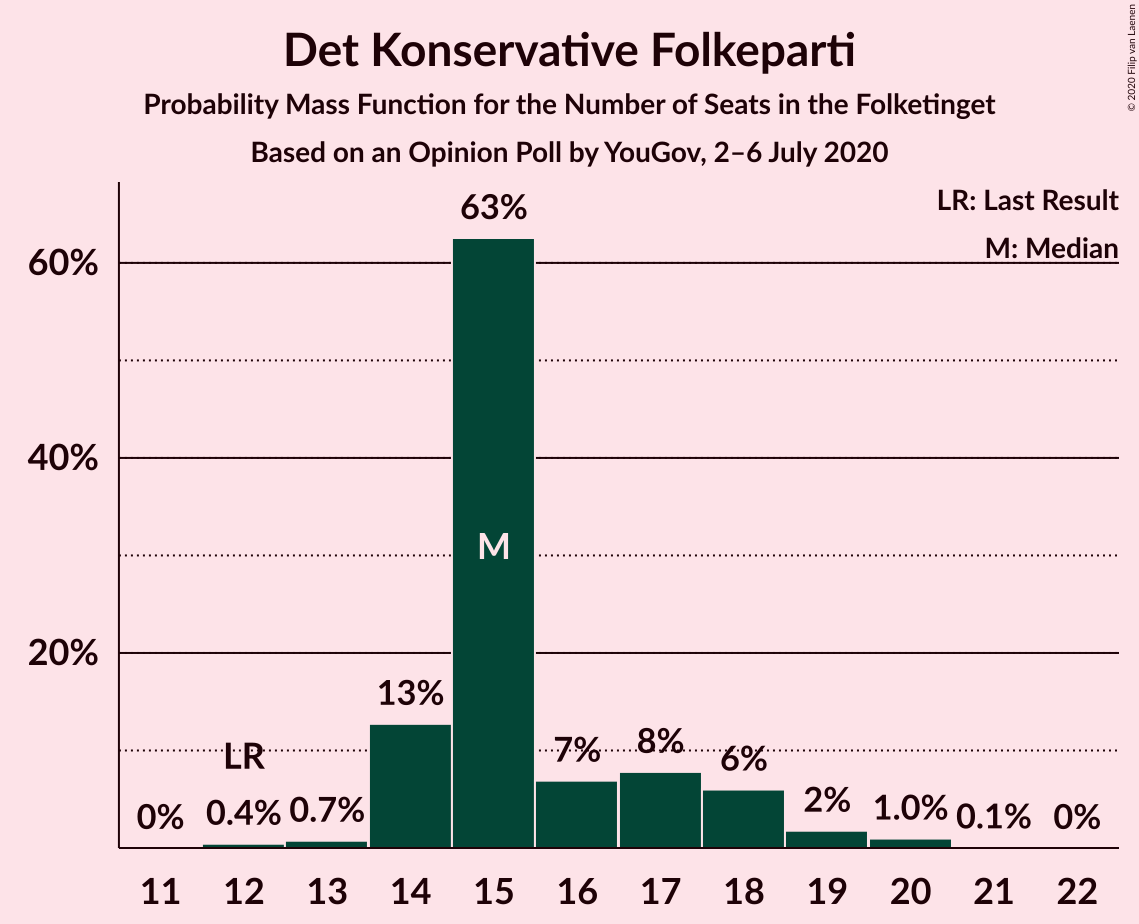 Det Konservative Folkeparti
Probability Mass Function for the Number of Seats in the Folketinget
Based on an Opinion Poll by YouGov, 2–6 July 2020
© 2020 Filip van Laenen
LR: Last Result
M: Median
60%
40%
20%
0%
LR
0.4%
0.7%
13%
63%
M
7%
8%
6%
2%
1.0%
0.1%
0%
11 12 13 14 15 16 17 18 19 20 21 22